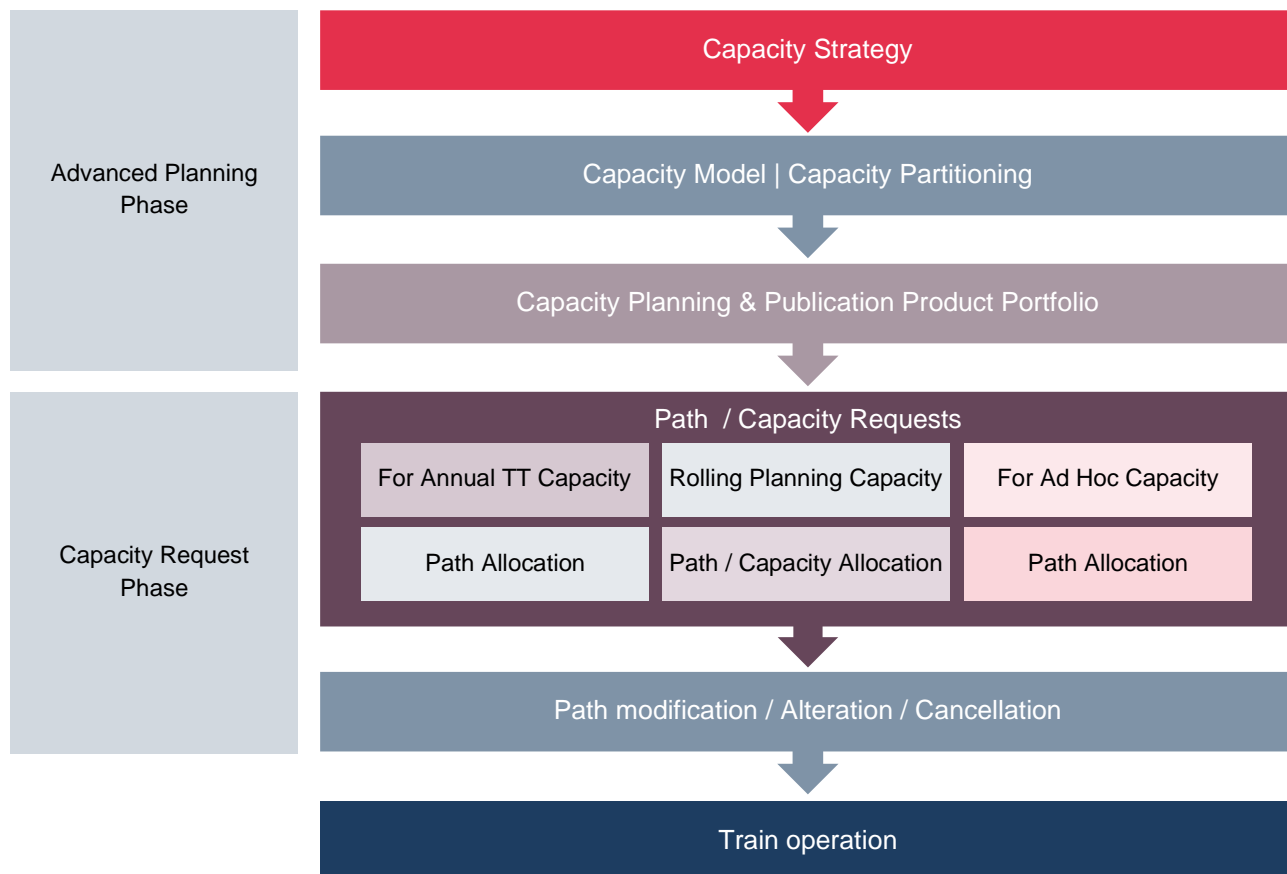 Capacity Strategy
Advanced Planning
Phase
Capacity Model | Capacity Partitioning
Capacity Planning & Publication Product Portfolio
Path / Capacity Requests
For Annual TT Capacity
Rolling Planning Capacity
For Ad Hoc Capacity
Path Allocation
Path / Capacity Allocation
Path Allocation
Capacity Request
Phase
Path modification / Alteration / Cancellation
Train operation